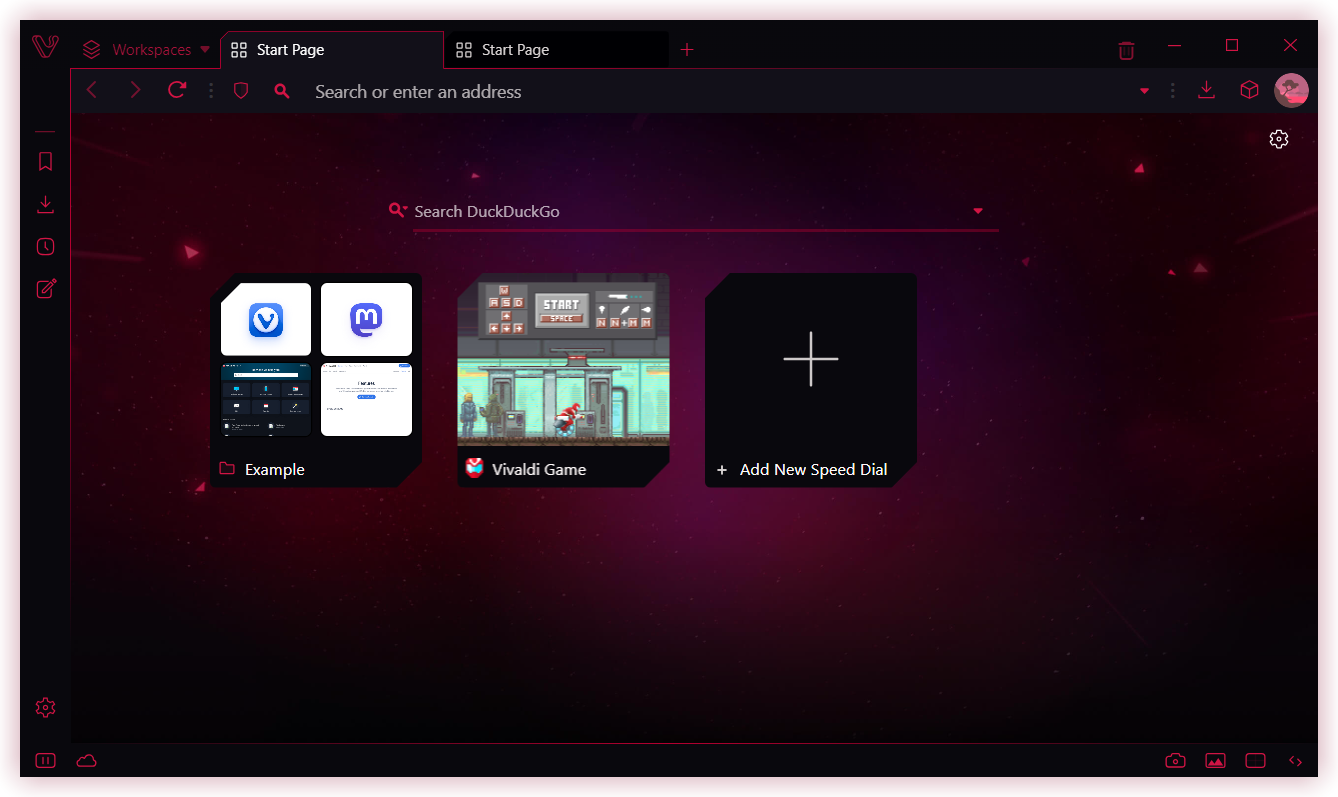 Workspaces
Start Page
Start Page
Search or enter an address
Search DuckDuckGo
W
A S D
START
SPACE
N N + M M
Example
Vivaldi Game
Add New Speed Dial